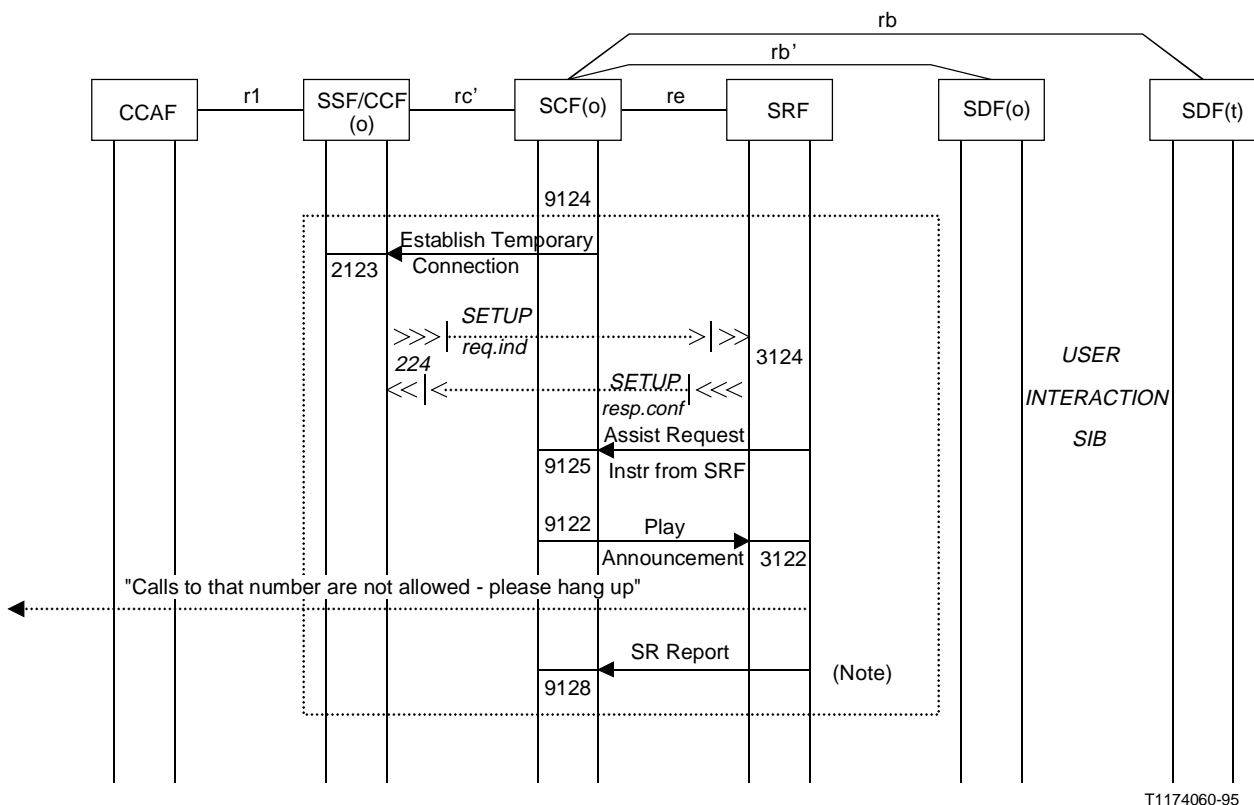 rb
rb'
CCAF
r1
SSF/CCF
(o)
rc'
SCF(o)
re
SRF
SDF(o)
SDF(t)
9124
Establish Temporary
2123
Connection
>>>
SETUP
req.ind
> >>
224
3124
<< <
SETUP
resp.conf
<<<
USER
INTERACTION
SIB
Assist Request
9125
Instr from SRF
9122
Play
Announcement
3122
"Calls to that number are not allowed - please hang up"
SR Report
9128
(Note)
T1174060-95